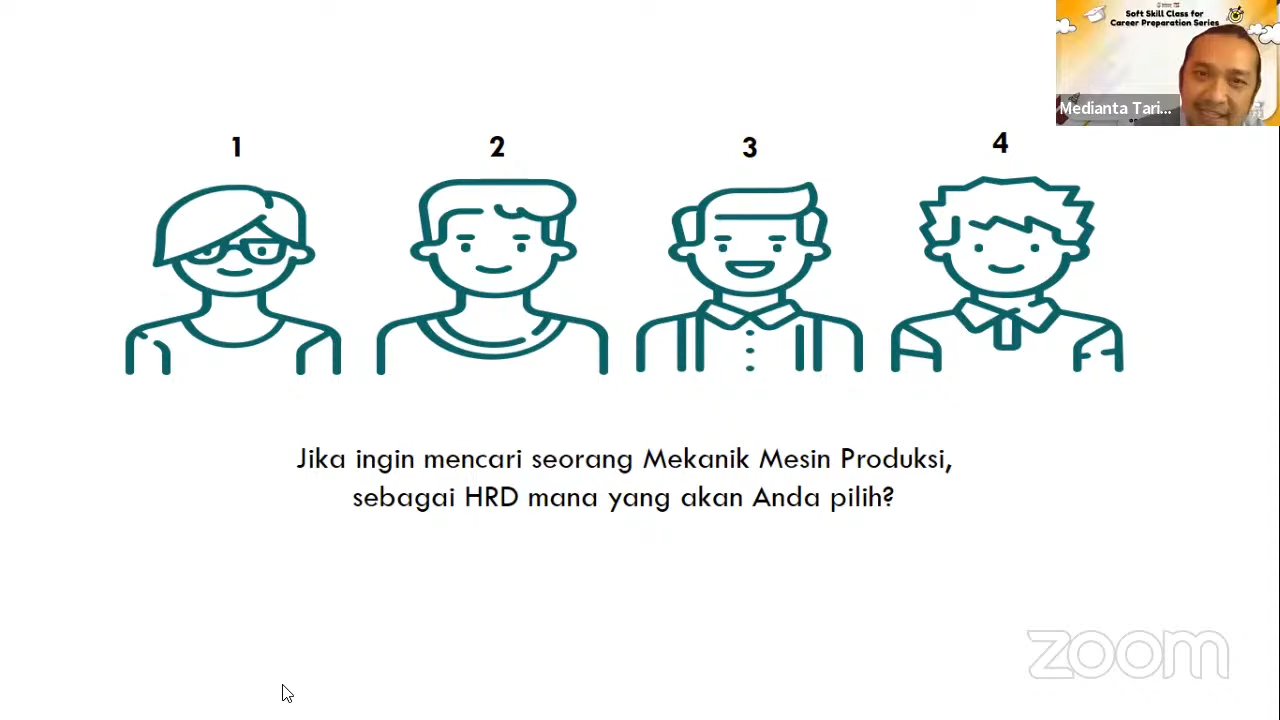 Soft Skill Class for
Career Preparation Series
Medianta Tari...
1 2 3 4
Jika ingin mencari seorang Mekanik Mesin Produksi,
sebagai HRD mana yang akan Anda pilih?
zoom